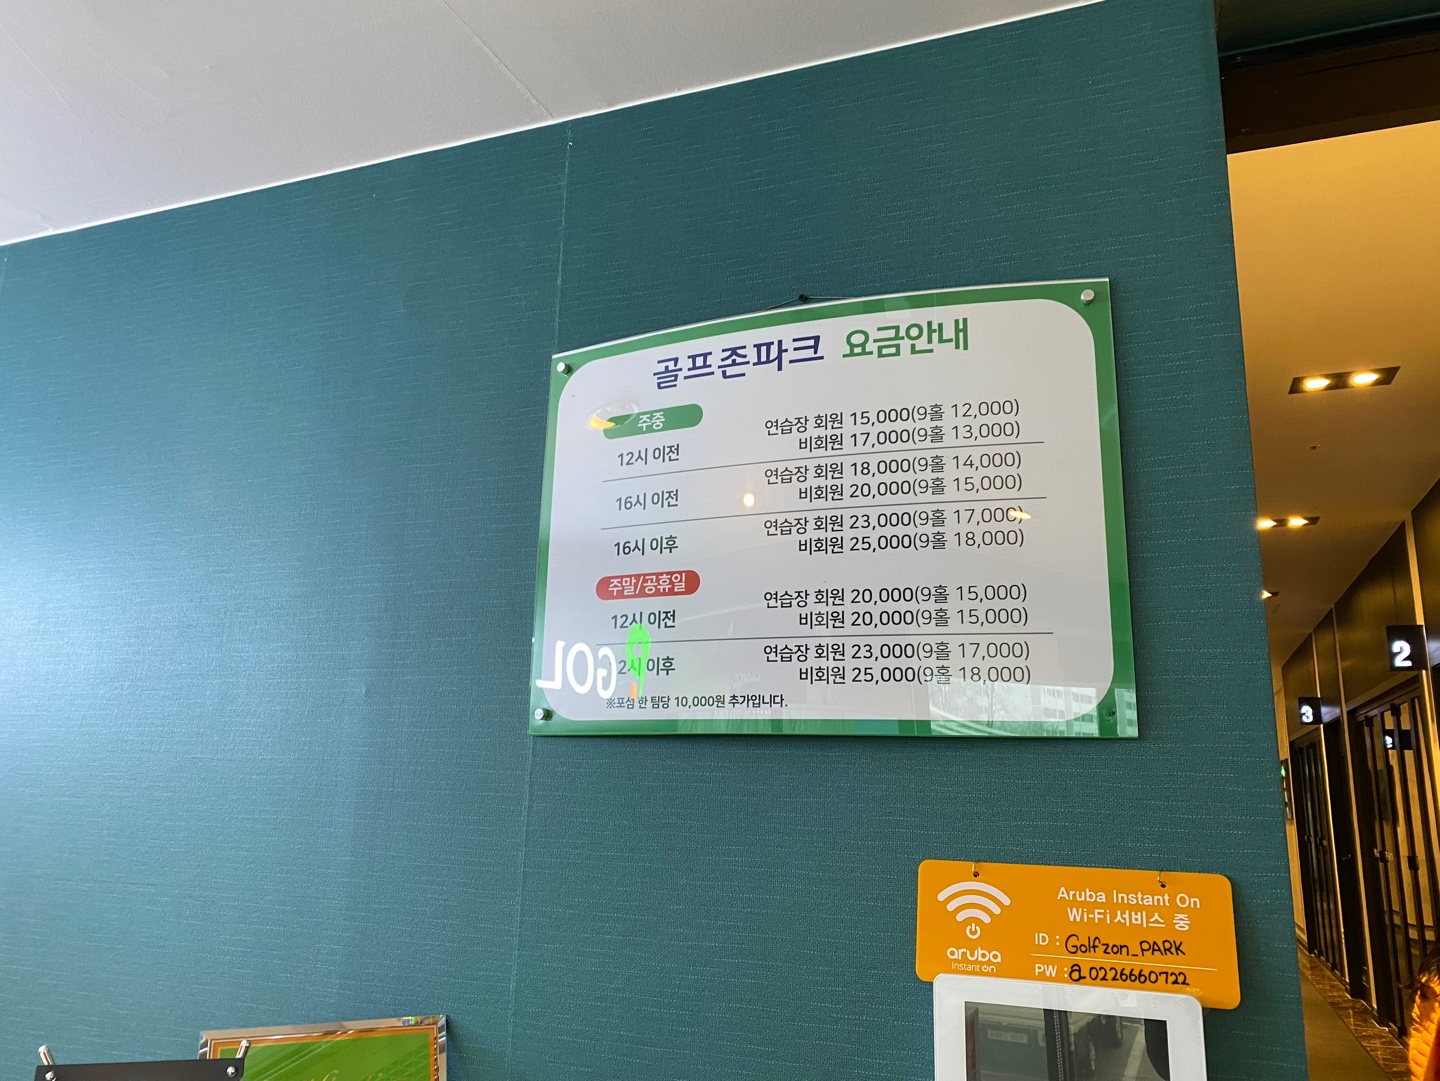 골프존파크 요금안내
주중
12시 이전
연습장 회원 15,000(9홀 12,000)
비회원 17,000(9홀 13,000)
16시 이전
연습장 회원 18,000(9홀 14,000)
비회원 20,000(9홀 15,000)
16시 이후
연습장 회원 23,000(9홀 17,000)
비회원 25,000(9홀 18,000)
주말/공휴일
12시 이전
연습장 회원 20,000(9홀 15,000)
비회원 20,000(9홀 15,000)
12시 이후
연습장 회원 23,000(9홀 17,000)
비회원 25,000(9홀 18,000)
※포섬 한 팀당 10,000원 추가입니다.
GOL
2
3
Aruba Instant On
Wi-Fi 서비스 중
ID : Golfzon_PARK
PW : a0226660722
aruba
Instant On